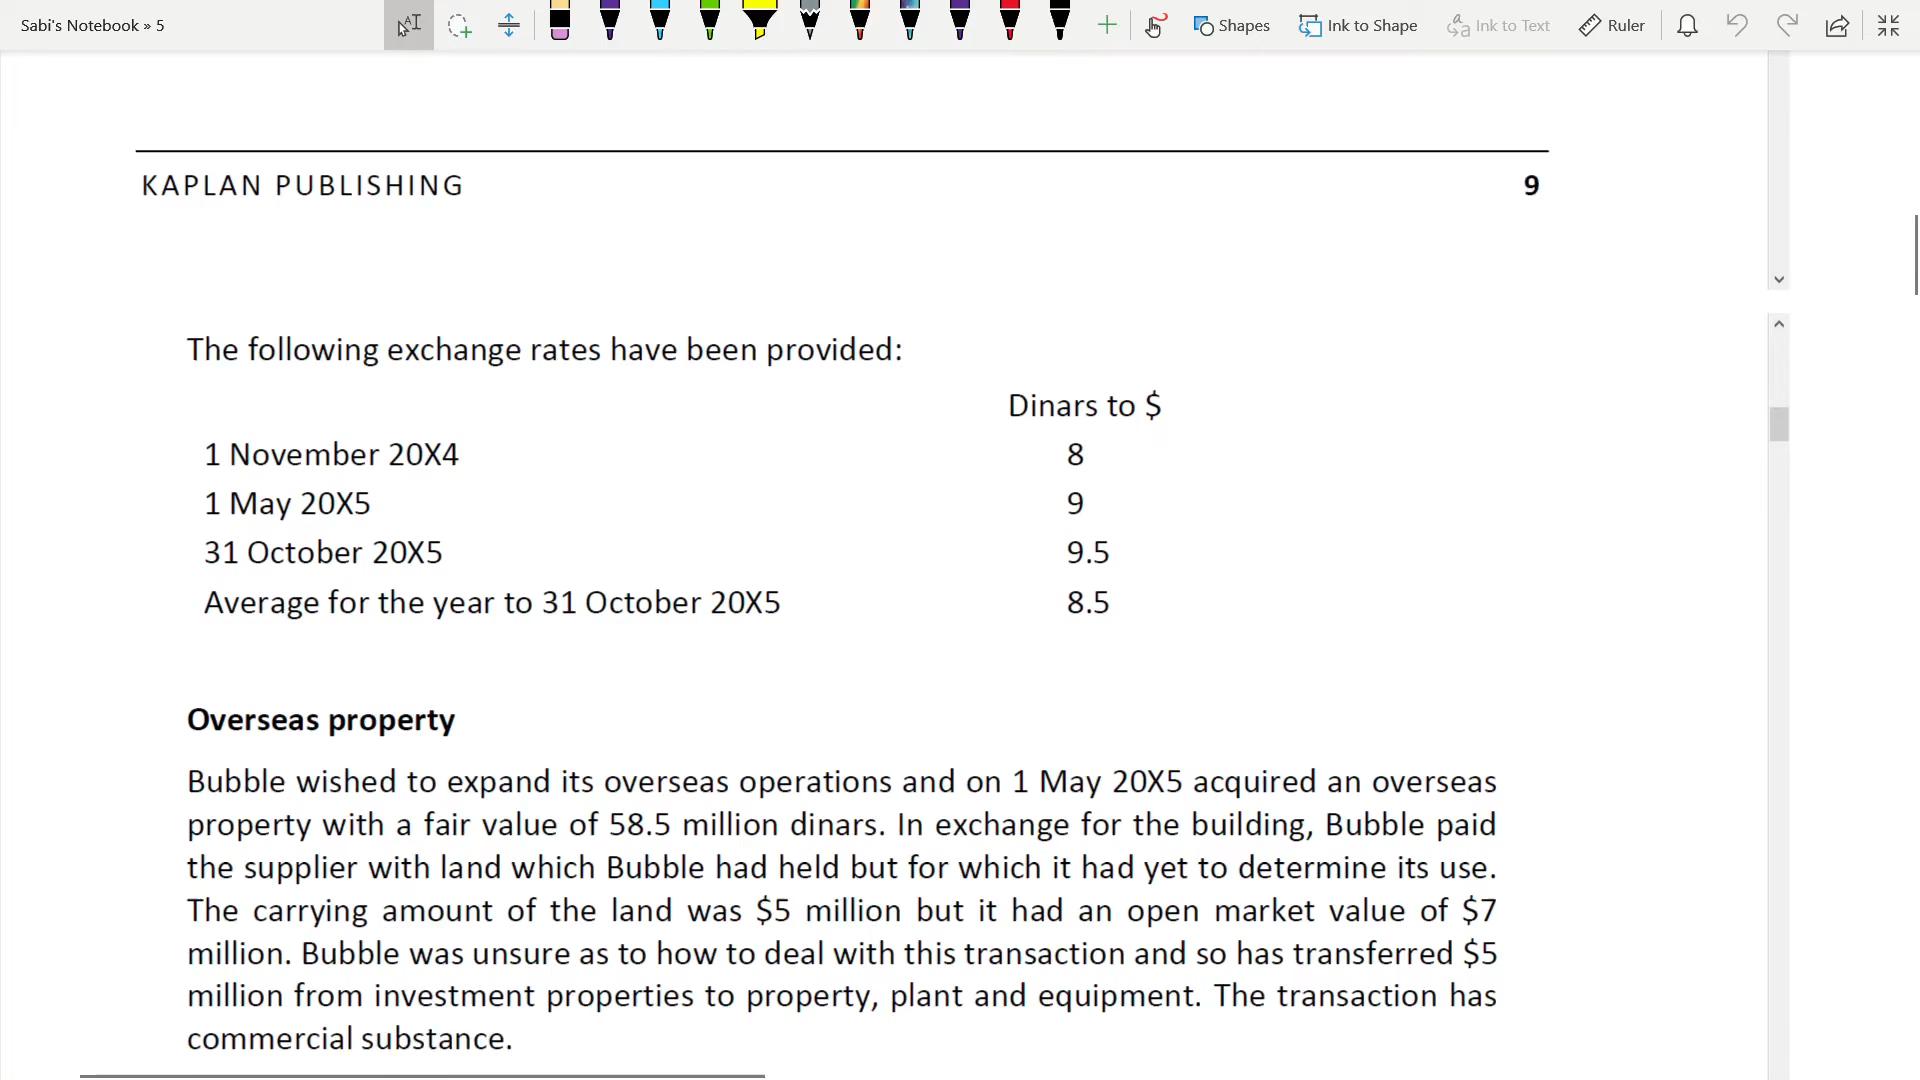 Sabi's Notebook » 5
Shapes
Ink to Shape
Ink to Text
Ruler
KAPLAN PUBLISHING 9
The following exchange rates have been provided:
Dinars to $
1 November 20X4 8
1 May 20X5 9
31 October 20X5 9.5
Average for the year to 31 October 20X5 8.5
Overseas property
Bubble wished to expand its overseas operations and on 1 May 20X5 acquired an overseas
property with a fair value of 58.5 million dinars. In exchange for the building, Bubble paid
the supplier with land which Bubble had held but for which it had yet to determine its use.
The carrying amount of the land was $5 million but it had an open market value of $7
million. Bubble was unsure as to how to deal with this transaction and so has transferred $5
million from investment properties to property, plant and equipment. The transaction has
commercial substance.